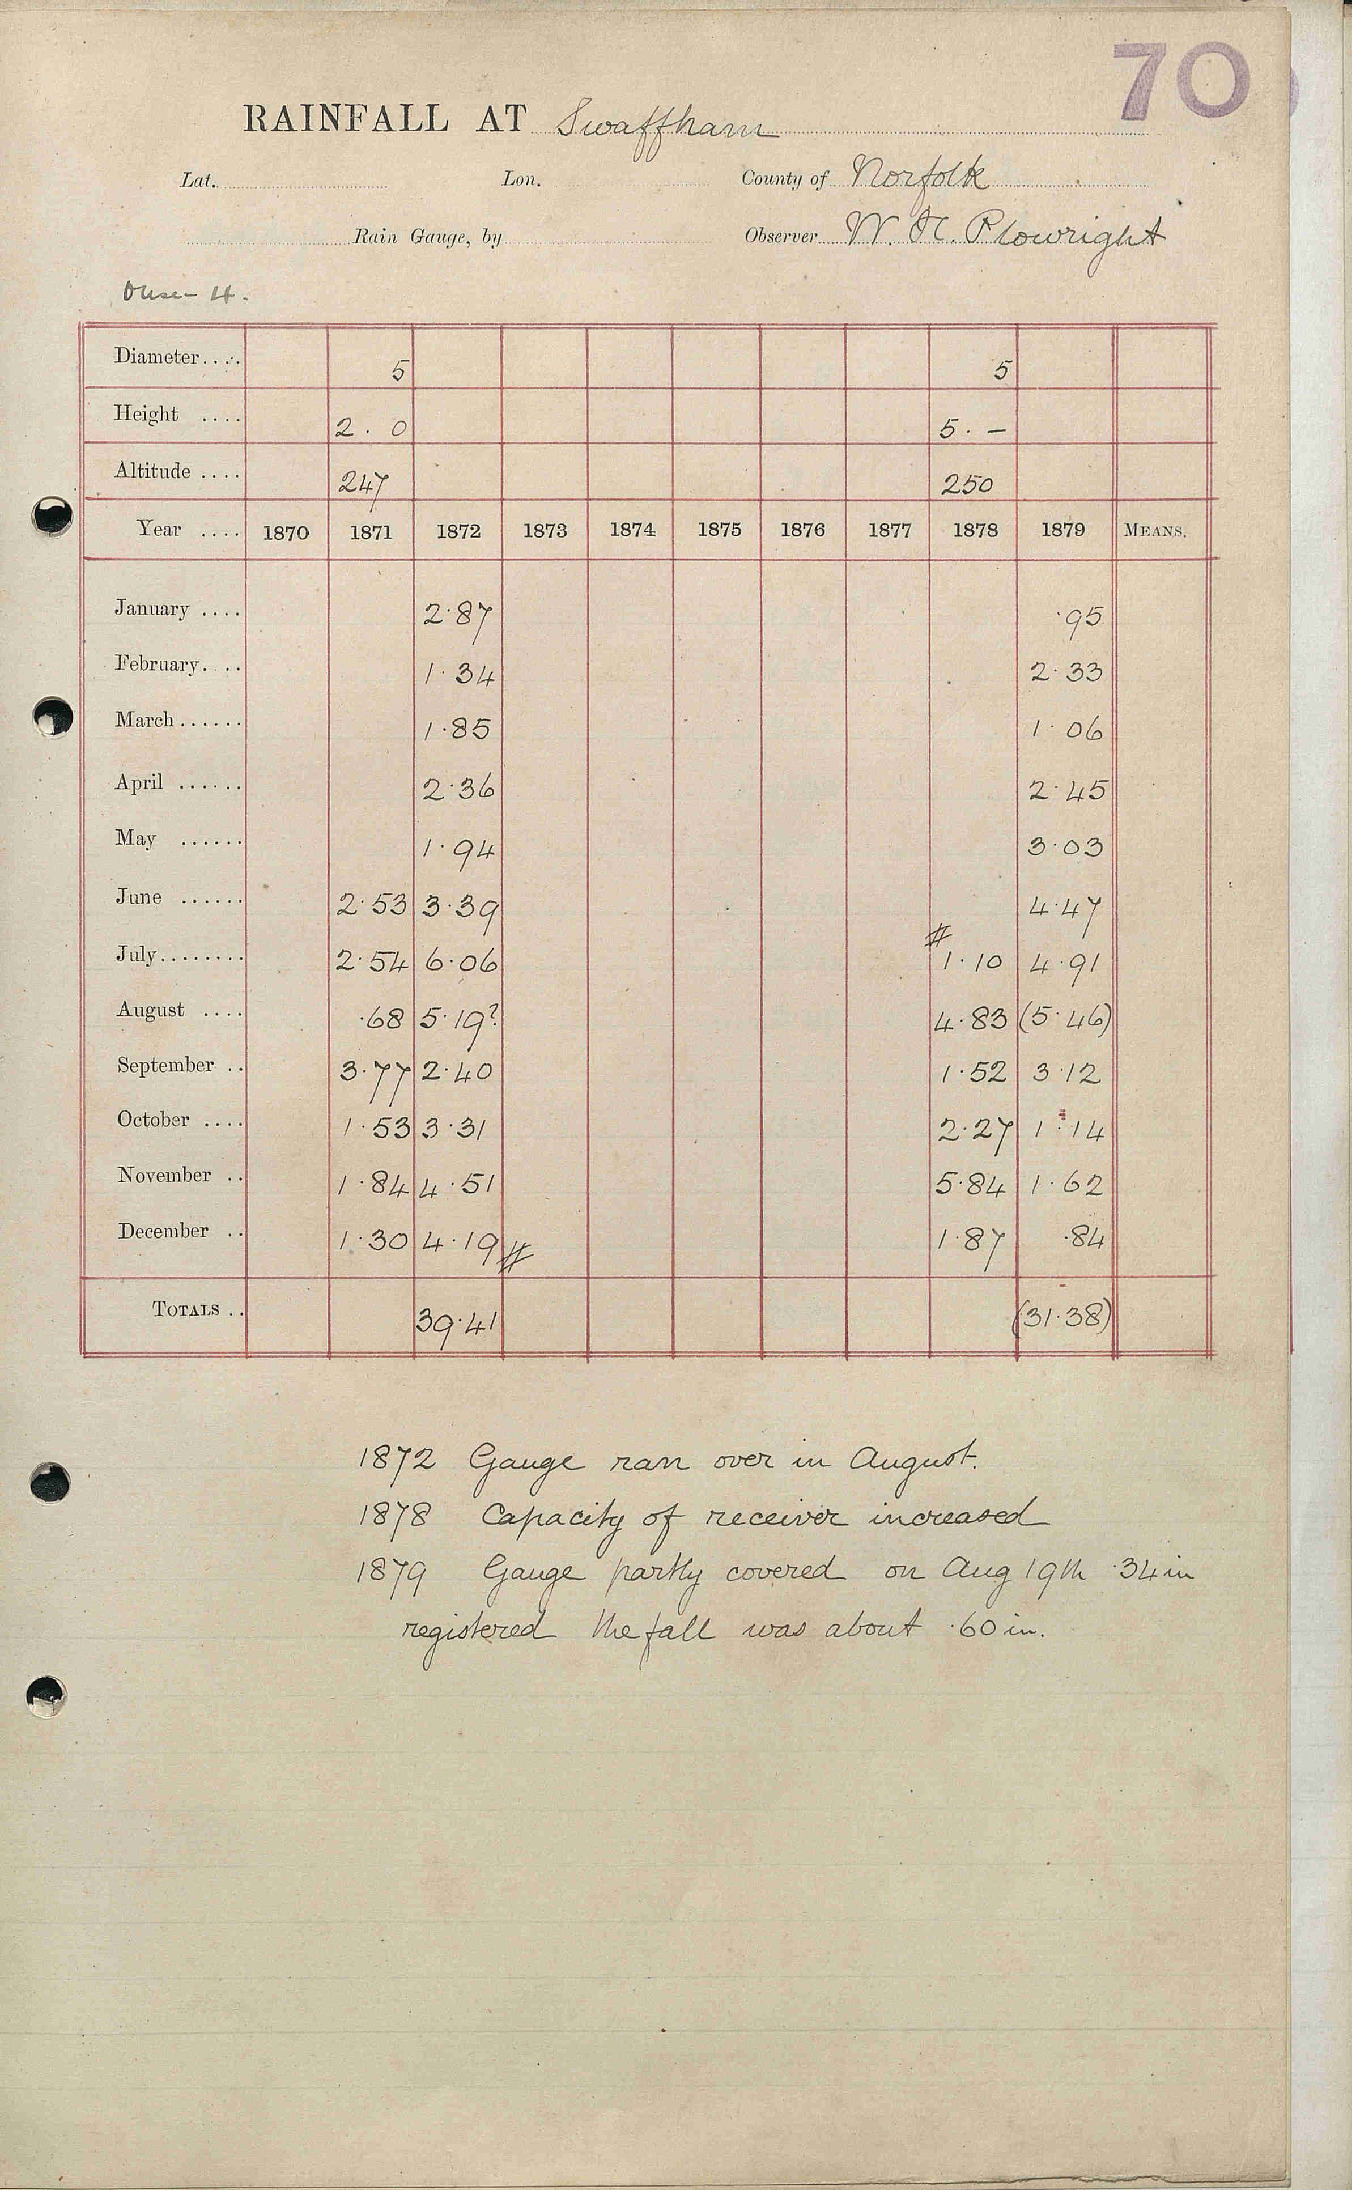 70
RAINFALL AT Swaffham
Lat. Lon. County of Norfolk
Rain Gauge, by Observer W. H. Plowright
Ouse - 4.
Diameter.... 5 5
Height .... 2. 0 5. -
Altitude .... 247 250
Year .... 1870 1871 1872 1873 1874 1875 1876 1877 1878 1879 MEANS.
January .... 2.87 .95
February.... 1.34 2.33
March...... 1.85 1.06
April ...... 2.36 2.45
May ...... 1.94 3.03
June ...... 2.53 3.39 4.47
July........ 2.54 6.06 # 1.10 4.91
August .... .68 5.19? 4.83 (5.46)
September .. 3.77 2.40 1.52 3.12
October .... 1.53 3.31 2.27 1.14
November .. 1.84 4.51 5.84 1.62
December .. 1.30 4.19 # 1.87 .84
TOTALS .. 39.41 (31.38)
1872 Gauge ran over in August.
1878 Capacity of receiver increased
1879 Gauge partly covered on Aug 19th .34 in
registered the fall was about .60 in.